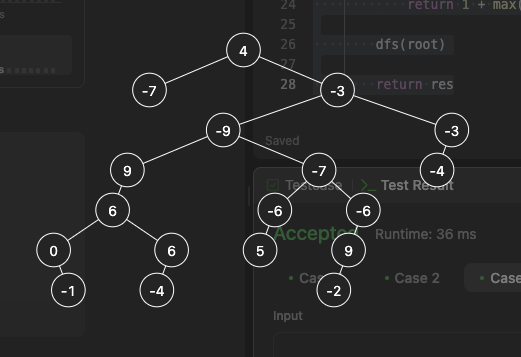 24 return 1 + max(
25
4
26 dfs(root)
27
-7
-3
28 return res
-9
-3
Saved
9
-7
-4
Testcase >_ Test Result
6
-6
-6
Accepted Runtime: 36 ms
0
6
5
9
Case 2 Case
-1
-4
-2
Input